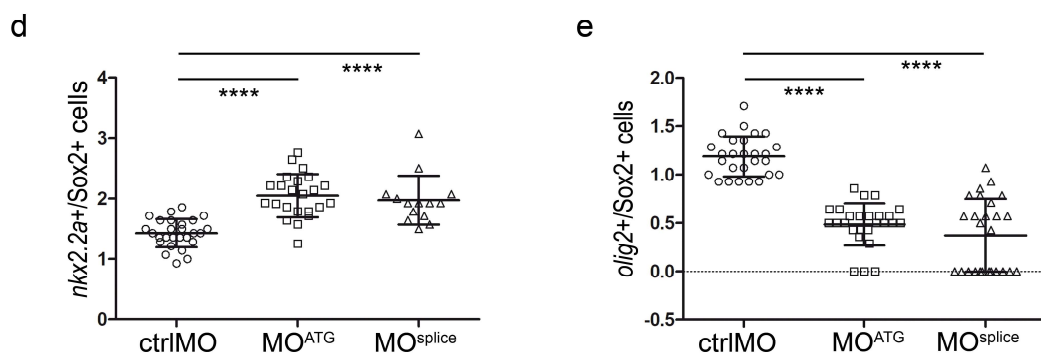 d
nkx2.2a+/Sox2+ cells
4
3
2
1
0
****
****
ctrlMO
MOATG
MOsplice
e
olig2+/Sox2+ cells
2.0
1.5
1.0
0.5
0.0
-0.5
****
****
ctrlMO
MOATG
MOsplice